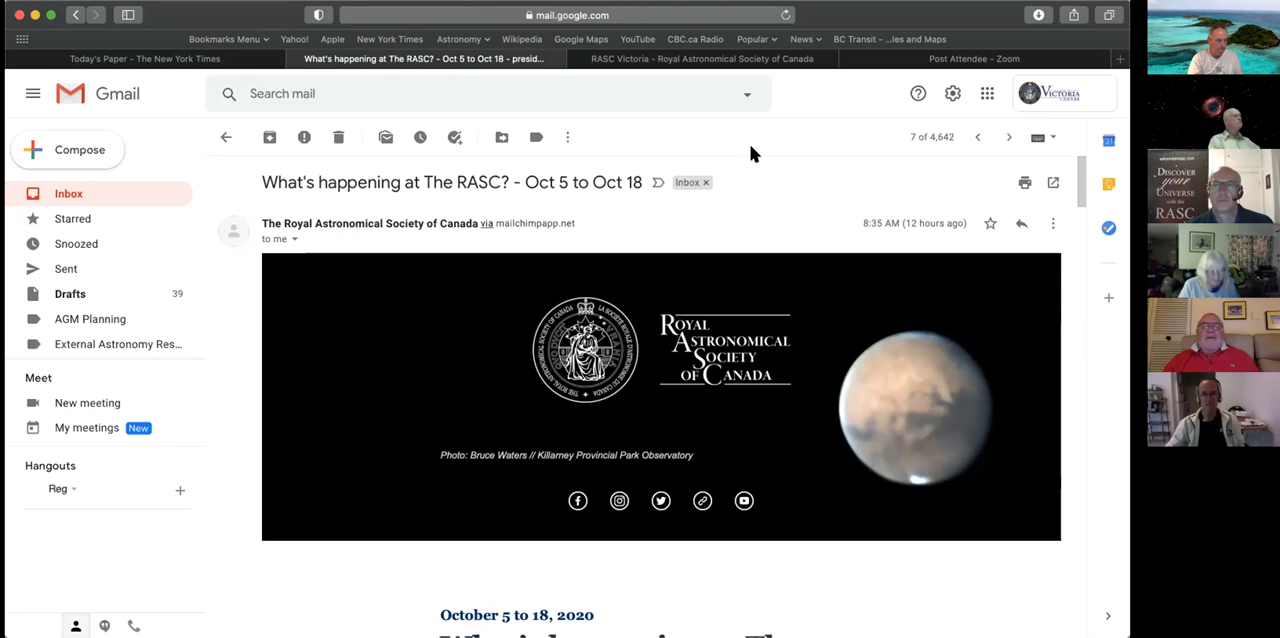 mail.google.com
Bookmarks Menu Yahoo! Apple New York Times Astronomy Wikipedia Google Maps YouTube CBC.ca Radio Popular News BC Transit - ...les and Maps
Today's Paper - The New York Times
What's happening at The RASC? - Oct 5 to Oct 18 - presid...
RASC Victoria - Royal Astronomical Society of Canada
Post Attendee - Zoom
Gmail
Search mail
VICTORIA
CENTRE
Compose
7 of 4,642
Inbox
Starred
Snoozed
Sent
Drafts 39
AGM Planning
External Astronomy Res...
Meet
New meeting
My meetings New
Hangouts
Reg
What's happening at The RASC? - Oct 5 to Oct 18 Inbox x
The Royal Astronomical Society of Canada via mailchimpapp.net
8:35 AM (12 hours ago)
to me
ROYAL
ASTRONOMICAL
SOCIETY
OF CANADA
Photo: Bruce Waters // Killarney Provincial Park Observatory
October 5 to 18, 2020
31
DISCOVER
your
UNIVERSE
with the
RASC